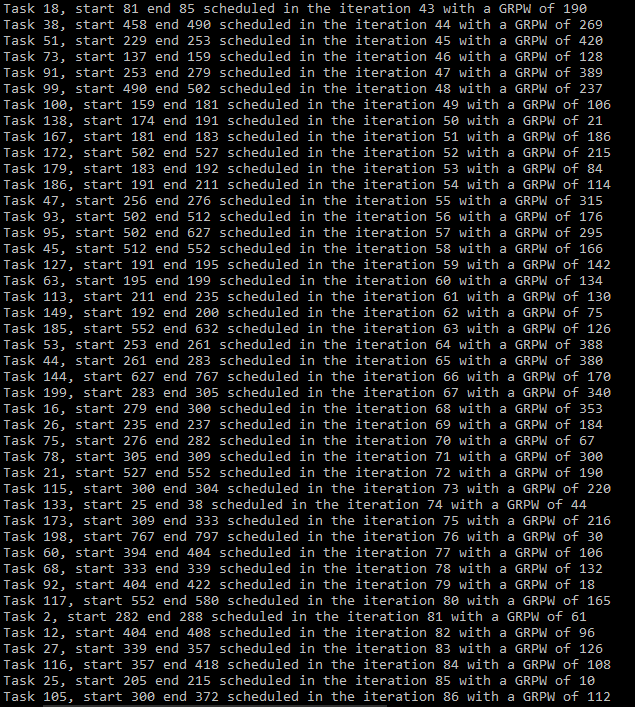 Task 18, start 81 end 85 scheduled in the iteration 43 with a GRPW of 190
Task 38, start 458 end 490 scheduled in the iteration 44 with a GRPW of 269
Task 51, start 229 end 253 scheduled in the iteration 45 with a GRPW of 420
Task 73, start 137 end 159 scheduled in the iteration 46 with a GRPW of 128
Task 91, start 253 end 279 scheduled in the iteration 47 with a GRPW of 389
Task 99, start 490 end 502 scheduled in the iteration 48 with a GRPW of 237
Task 100, start 159 end 181 scheduled in the iteration 49 with a GRPW of 106
Task 138, start 174 end 191 scheduled in the iteration 50 with a GRPW of 21
Task 167, start 181 end 183 scheduled in the iteration 51 with a GRPW of 186
Task 172, start 502 end 527 scheduled in the iteration 52 with a GRPW of 215
Task 179, start 183 end 192 scheduled in the iteration 53 with a GRPW of 84
Task 186, start 191 end 211 scheduled in the iteration 54 with a GRPW of 114
Task 47, start 256 end 276 scheduled in the iteration 55 with a GRPW of 315
Task 93, start 502 end 512 scheduled in the iteration 56 with a GRPW of 176
Task 95, start 502 end 627 scheduled in the iteration 57 with a GRPW of 295
Task 45, start 512 end 552 scheduled in the iteration 58 with a GRPW of 166
Task 127, start 191 end 195 scheduled in the iteration 59 with a GRPW of 142
Task 63, start 195 end 199 scheduled in the iteration 60 with a GRPW of 134
Task 113, start 211 end 235 scheduled in the iteration 61 with a GRPW of 130
Task 149, start 192 end 200 scheduled in the iteration 62 with a GRPW of 75
Task 185, start 552 end 632 scheduled in the iteration 63 with a GRPW of 126
Task 53, start 253 end 261 scheduled in the iteration 64 with a GRPW of 388
Task 44, start 261 end 283 scheduled in the iteration 65 with a GRPW of 380
Task 144, start 627 end 767 scheduled in the iteration 66 with a GRPW of 170
Task 199, start 283 end 305 scheduled in the iteration 67 with a GRPW of 340
Task 16, start 279 end 300 scheduled in the iteration 68 with a GRPW of 353
Task 26, start 235 end 237 scheduled in the iteration 69 with a GRPW of 184
Task 75, start 276 end 282 scheduled in the iteration 70 with a GRPW of 67
Task 78, start 305 end 309 scheduled in the iteration 71 with a GRPW of 300
Task 21, start 527 end 552 scheduled in the iteration 72 with a GRPW of 190
Task 115, start 300 end 304 scheduled in the iteration 73 with a GRPW of 220
Task 133, start 25 end 38 scheduled in the iteration 74 with a GRPW of 44
Task 173, start 309 end 333 scheduled in the iteration 75 with a GRPW of 216
Task 198, start 767 end 797 scheduled in the iteration 76 with a GRPW of 30
Task 60, start 394 end 404 scheduled in the iteration 77 with a GRPW of 106
Task 68, start 333 end 339 scheduled in the iteration 78 with a GRPW of 132
Task 92, start 404 end 422 scheduled in the iteration 79 with a GRPW of 18
Task 117, start 552 end 580 scheduled in the iteration 80 with a GRPW of 165
Task 2, start 282 end 288 scheduled in the iteration 81 with a GRPW of 61
Task 12, start 404 end 408 scheduled in the iteration 82 with a GRPW of 96
Task 27, start 339 end 357 scheduled in the iteration 83 with a GRPW of 126
Task 116, start 357 end 418 scheduled in the iteration 84 with a GRPW of 108
Task 25, start 205 end 215 scheduled in the iteration 85 with a GRPW of 10
Task 105, start 300 end 372 scheduled in the iteration 86 with a GRPW of 112